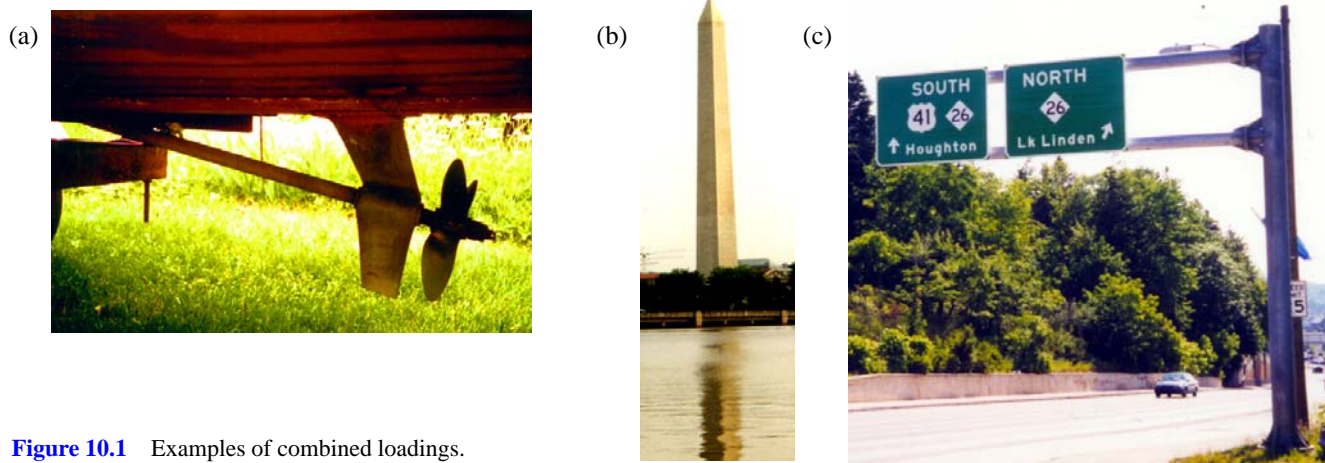 (a)
(b)
(c)
SOUTH
41 26
Houghton
NORTH
26
Lk Linden
5
Figure 10.1 Examples of combined loadings.